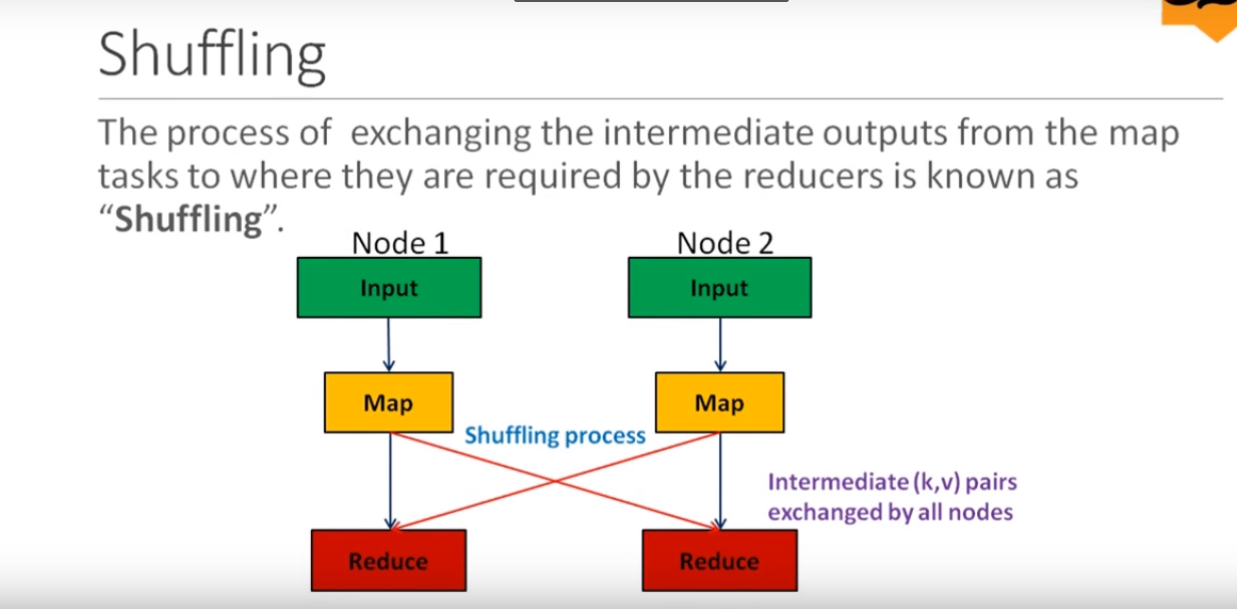 Shuffling
The process of exchanging the intermediate outputs from the map
tasks to where they are required by the reducers is known as
“Shuffling”.
Node 1
Node 2
Input
Input
Map
Map
Shuffling process
Intermediate (k,v) pairs
exchanged by all nodes
Reduce
Reduce